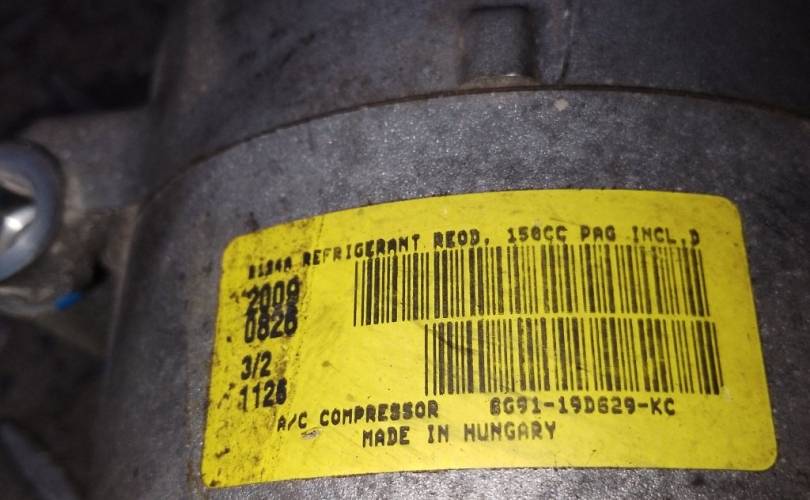 R134A REFRIGERANT REQD, 150CC PAG INCL.D
2009
0826
3/2
1126
A/C COMPRESSOR 6G91-19D629-KC
MADE IN HUNGARY